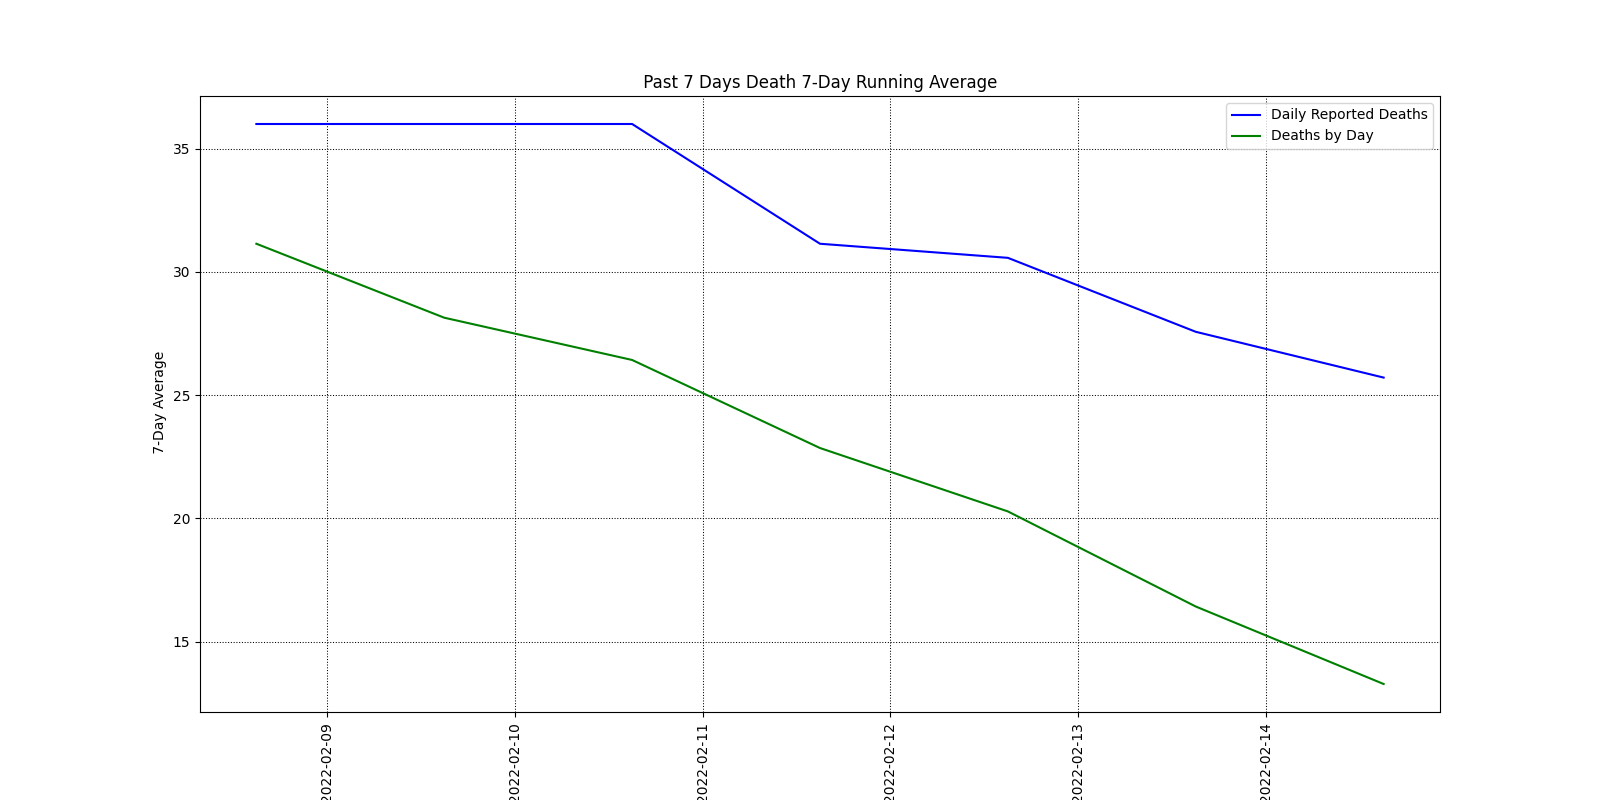 Past 7 Days Death 7-Day Running Average
Daily Reported Deaths
Deaths by Day
7-Day Average
35
30
25
20
15
2022-02-09
2022-02-10
2022-02-11
2022-02-12
2022-02-13
2022-02-14